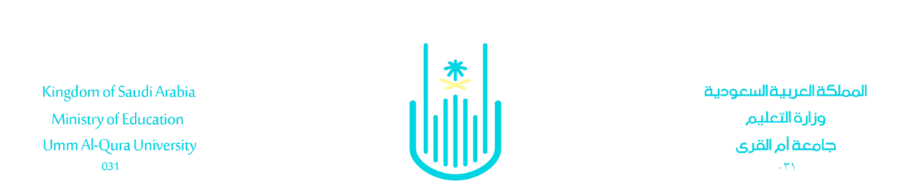 Kingdom of Saudi Arabia
Ministry of Education
Umm Al-Qura University
031
المملكة العربية السعودية
وزارة التعليم
جامعة أم القرى
٠٣١